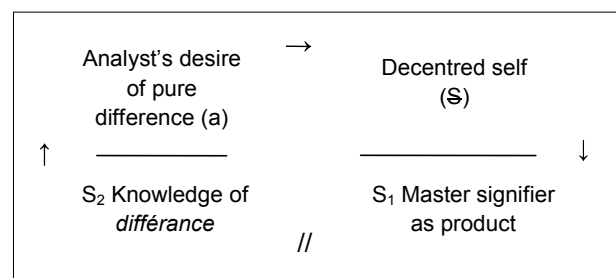 Analyst's desire
of pure
difference (a)
→
Decentred self
(S̶)
↑
↓
S₂ Knowledge of
différance
S₁ Master signifier
as product
//